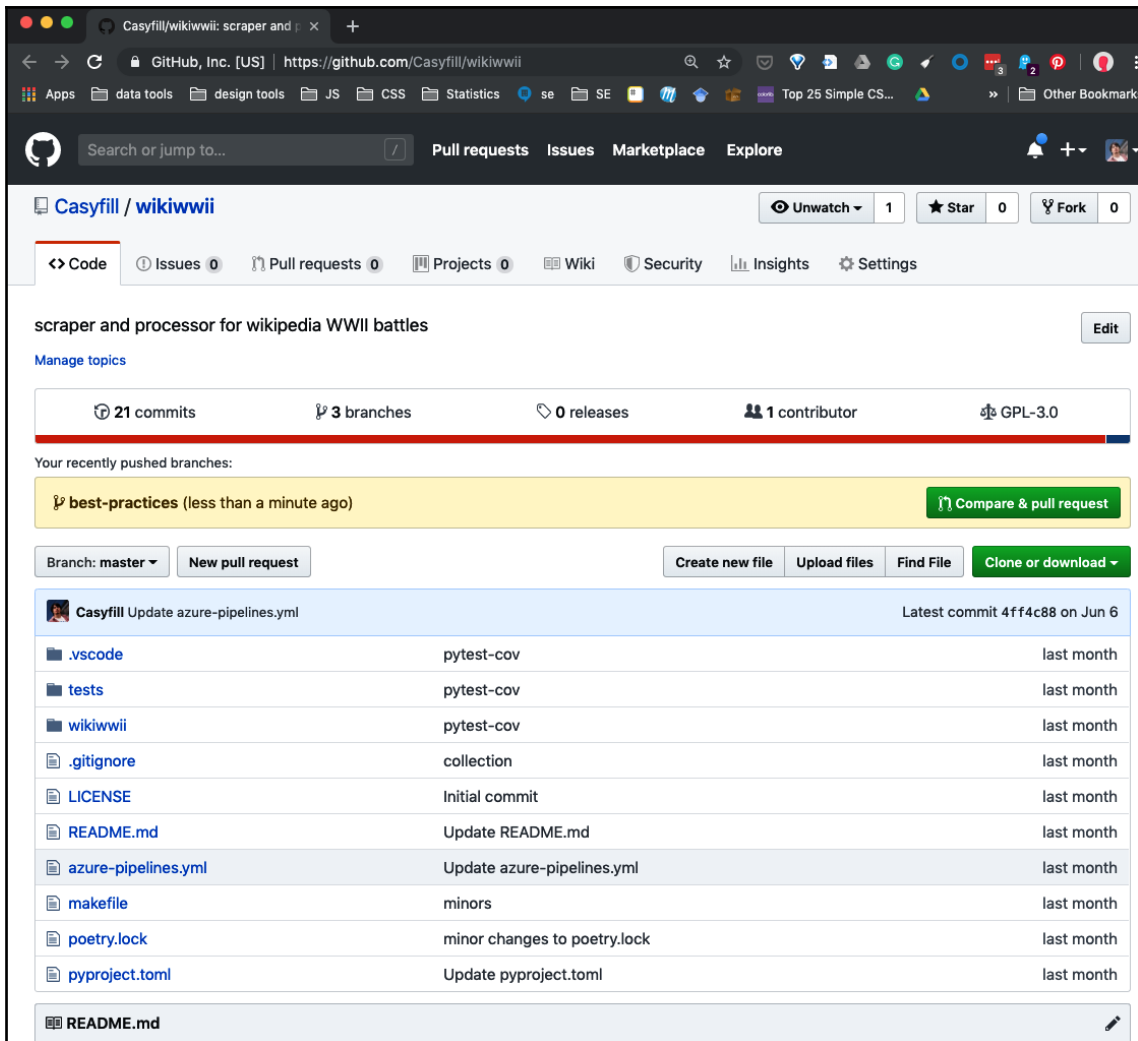 Casyfill/wikiwwii: scraper and p
GitHub, Inc. [US] | https://github.com/Casyfill/wikiwwii
3
2
Apps data tools design tools JS CSS Statistics se SE Top 25 Simple CS... » Other Bookmark
Search or jump to... / Pull requests Issues Marketplace Explore
Casyfill / wikiwwii Unwatch 1 Star 0 Fork 0
<> Code Issues 0 Pull requests 0 Projects 0 Wiki Security Insights Settings
scraper and processor for wikipedia WWII battles Edit
Manage topics
21 commits 3 branches 0 releases 1 contributor GPL-3.0
Your recently pushed branches:
best-practices (less than a minute ago) Compare & pull request
Branch: master New pull request Create new file Upload files Find File Clone or download
Casyfill Update azure-pipelines.yml Latest commit 4ff4c88 on Jun 6
.vscode pytest-cov last month
tests pytest-cov last month
wikiwwii pytest-cov last month
.gitignore collection last month
LICENSE Initial commit last month
README.md Update README.md last month
azure-pipelines.yml Update azure-pipelines.yml last month
makefile minors last month
poetry.lock minor changes to poetry.lock last month
pyproject.toml Update pyproject.toml last month
README.md